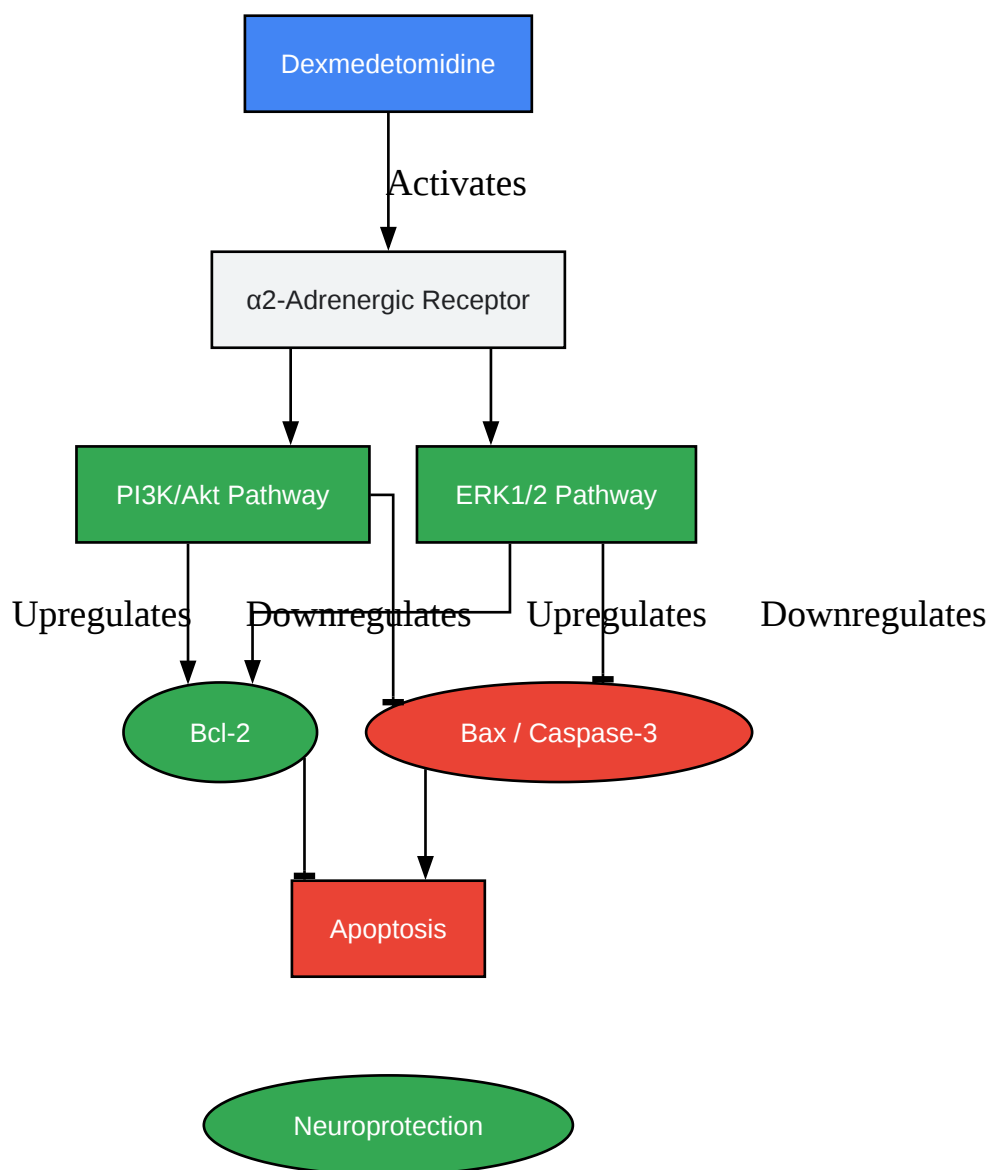 Dexmedetomidine
Activates
α2-Adrenergic Receptor
PI3K/Akt Pathway
ERK1/2 Pathway
Upregulates
Downregulates
Upregulates
Downregulates
Bcl-2
Bax / Caspase-3
Apoptosis
Neuroprotection